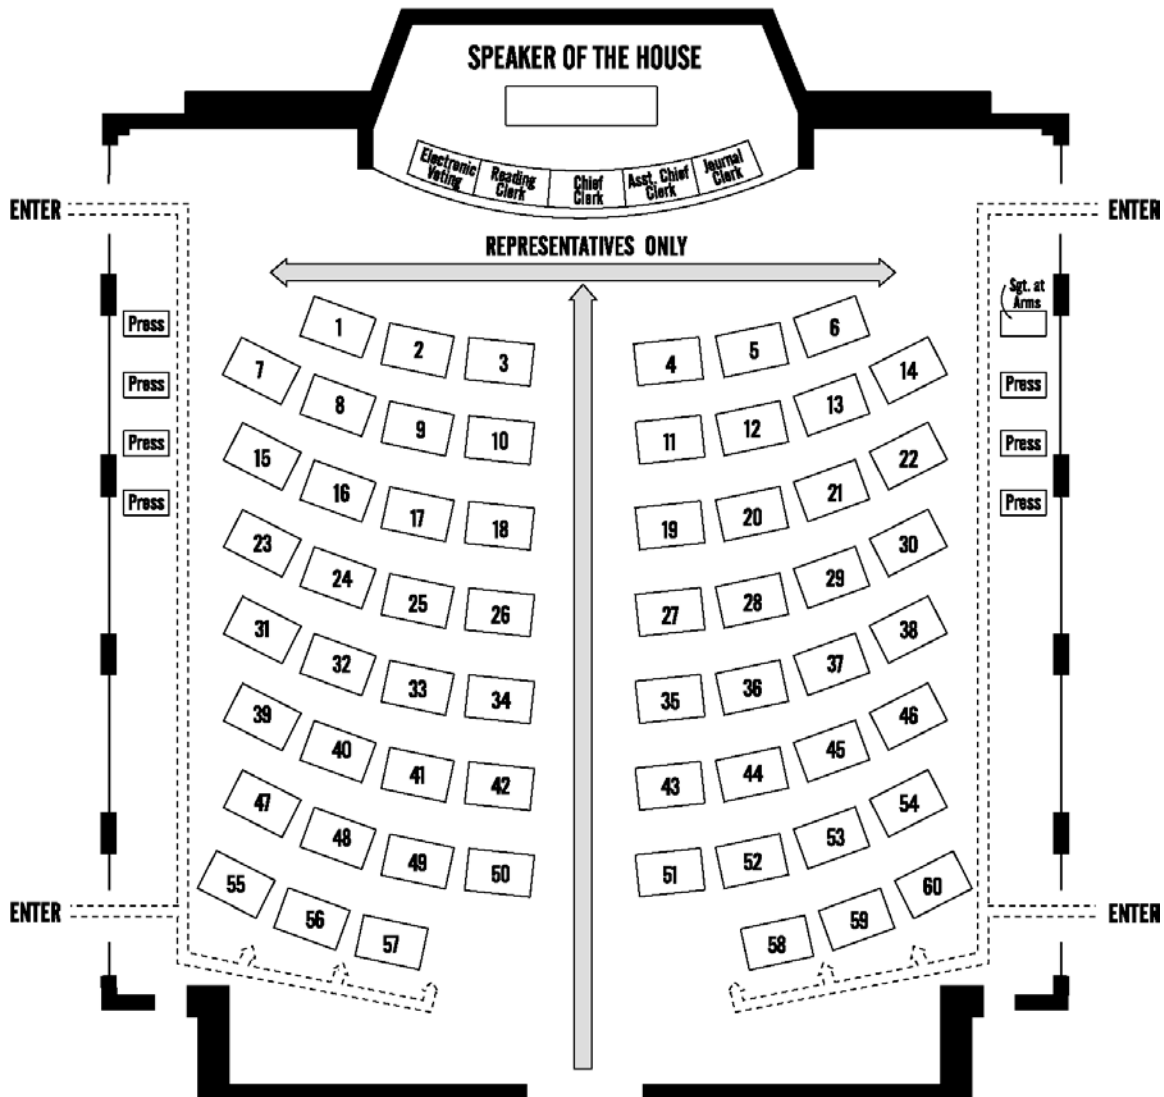 SPEAKER OF THE HOUSE
Electronic
Voting
Reading
Clerk
Chief
Clerk
Asst. Chief
Clerk
Journal
Clerk
ENTER
ENTER
REPRESENTATIVES ONLY
Sgt. at
Arms
Press
Press
Press
Press
Press
Press
Press
1
2
3
4
5
6
7
8
9
10
11
12
13
14
15
16
17
18
19
20
21
22
23
24
25
26
27
28
29
30
31
32
33
34
35
36
37
38
39
40
41
42
43
44
45
46
47
48
49
50
51
52
53
54
55
56
57
58
59
60
ENTER
ENTER